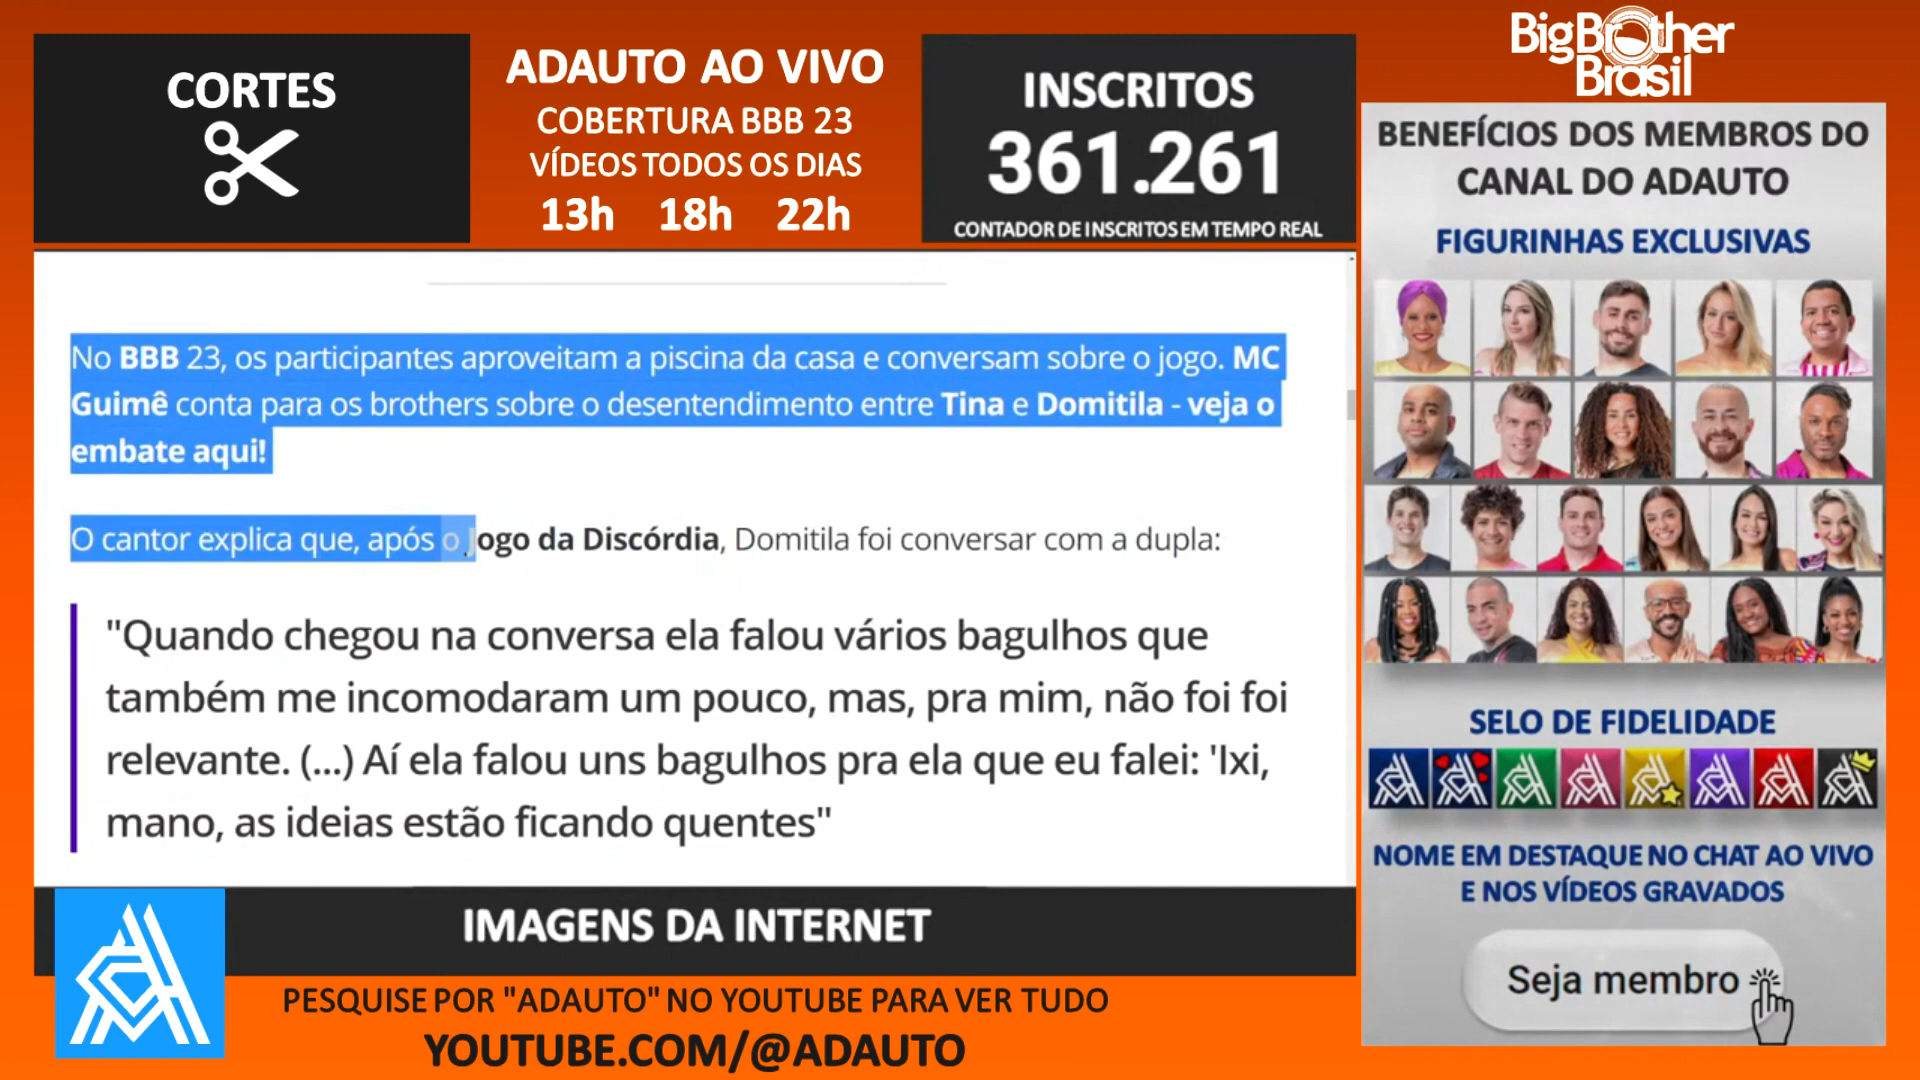 CORTES
ADAUTO AO VIVO
COBERTURA BBB 23
VÍDEOS TODOS OS DIAS
13h 18h 22h
INSCRITOS
361.261
CONTADOR DE INSCRITOS EM TEMPO REAL
BigBrother
Brasil
BENEFÍCIOS DOS MEMBROS DO
CANAL DO ADAUTO
FIGURINHAS EXCLUSIVAS
No BBB 23, os participantes aproveitam a piscina da casa e conversam sobre o jogo. MC
Guimê conta para os brothers sobre o desentendimento entre Tina e Domitila - veja o
embate aqui!
O cantor explica que, após o Jogo da Discórdia, Domitila foi conversar com a dupla:
"Quando chegou na conversa ela falou vários bagulhos que
também me incomodaram um pouco, mas, pra mim, não foi foi
relevante. (...) Aí ela falou uns bagulhos pra ela que eu falei: 'Ixi,
mano, as ideias estão ficando quentes"
SELO DE FIDELIDADE
NOME EM DESTAQUE NO CHAT AO VIVO
E NOS VÍDEOS GRAVADOS
Seja membro
IMAGENS DA INTERNET
PESQUISE POR "ADAUTO" NO YOUTUBE PARA VER TUDO
YOUTUBE.COM/@ADAUTO